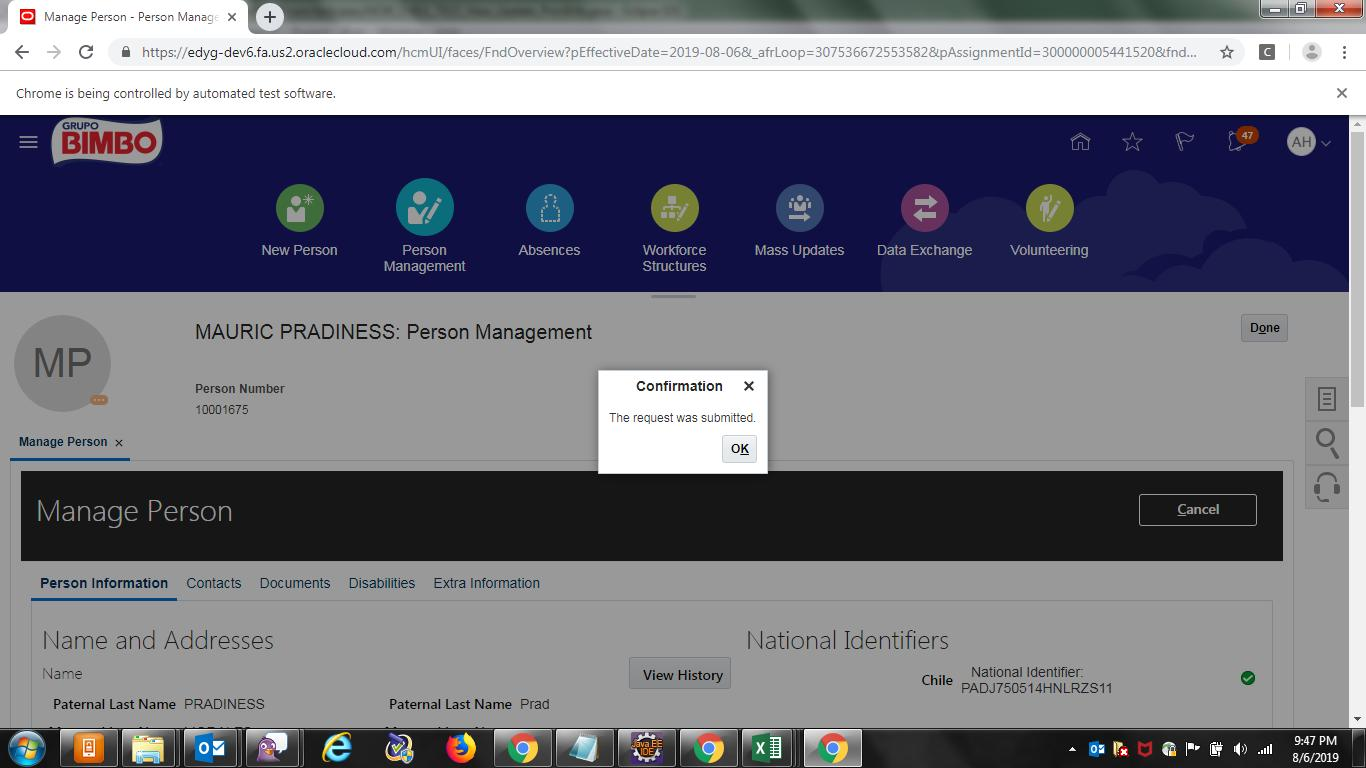 Manage Person - Person Manage
https://edyg-dev6.fa.us2.oraclecloud.com/hcmUI/faces/FndOverview?pEffectiveDate=2019-08-06&_afrLoop=307536672553582&pAssignmentId=300000005441520&fnd...
C
Chrome is being controlled by automated test software.
GRUPO
BIMBO
47
AH
New Person
Person Management
Absences
Workforce Structures
Mass Updates
Data Exchange
Volunteering
MP
MAURIC PRADINESS: Person Management
Done
Person Number
10001675
Confirmation
The request was submitted.
OK
Manage Person
Manage Person
Cancel
Person Information Contacts Documents Disabilities Extra Information
Name and Addresses
National Identifiers
Name
View History
Chile
National Identifier:
PADJ750514HNLRZS11
Paternal Last Name PRADINESS
Paternal Last Name Prad
Java EE
IDE
9:47 PM
8/6/2019